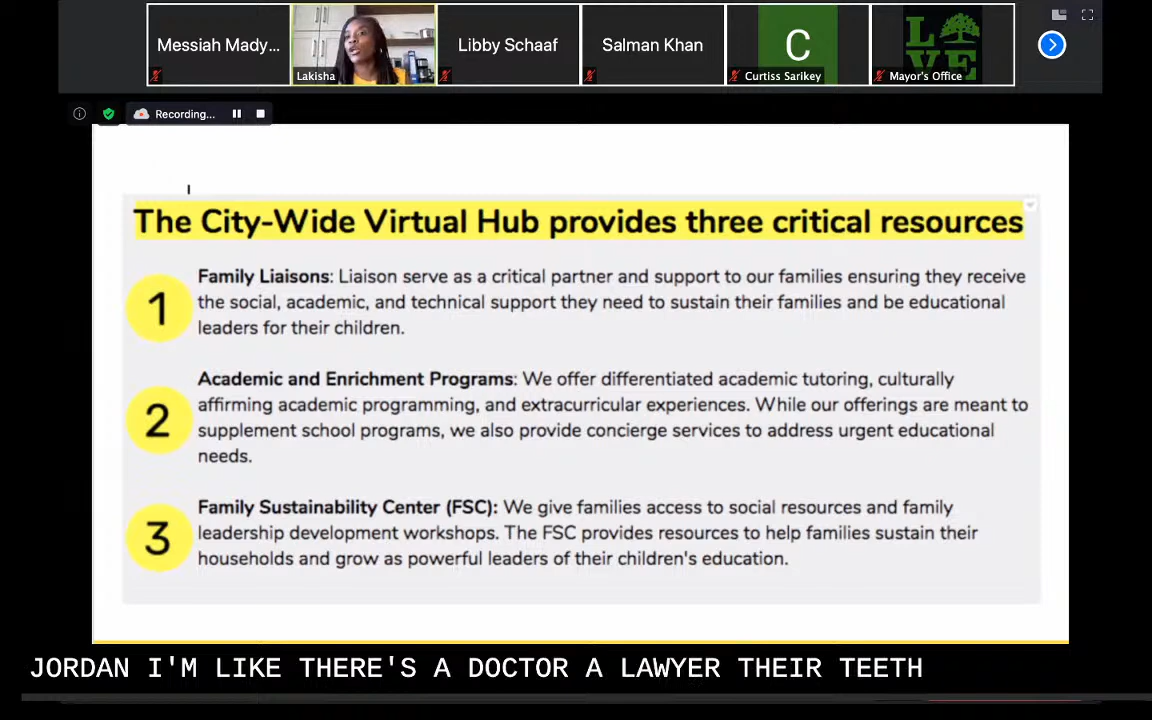 Messiah Mady...
Lakisha
Libby Schaaf
Salman Khan
C
Curtiss Sarikey
L
VE
Mayor's Office
Recording...
The City-Wide Virtual Hub provides three critical resources
1
Family Liaisons: Liaison serve as a critical partner and support to our families ensuring they receive
the social, academic, and technical support they need to sustain their families and be educational
leaders for their children.
2
Academic and Enrichment Programs: We offer differentiated academic tutoring, culturally
affirming academic programming, and extracurricular experiences. While our offerings are meant to
supplement school programs, we also provide concierge services to address urgent educational
needs.
3
Family Sustainability Center (FSC): We give families access to social resources and family
leadership development workshops. The FSC provides resources to help families sustain their
households and grow as powerful leaders of their children's education.
JORDAN I'M LIKE THERE'S A DOCTOR A LAWYER THEIR TEETH